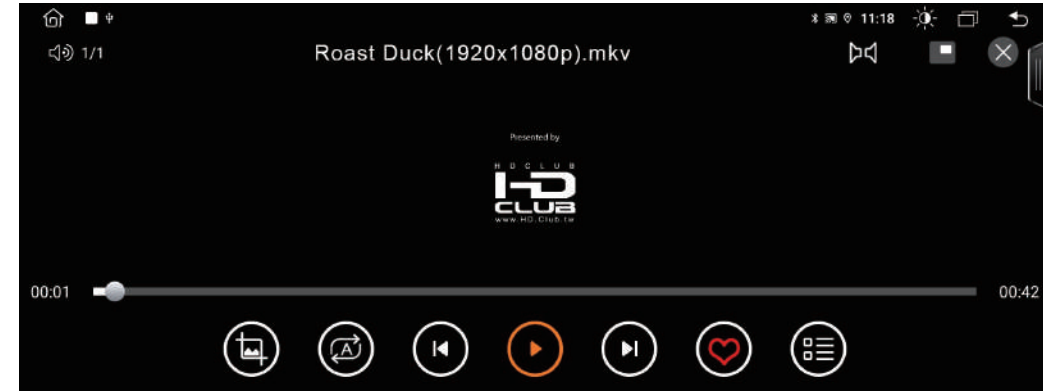 11:18
1/1 Roast Duck(1920x1080p).mkv
Presented by
HDCLUB
HD
CLUB
www.HD.Club.tw
00:01 00:42
A